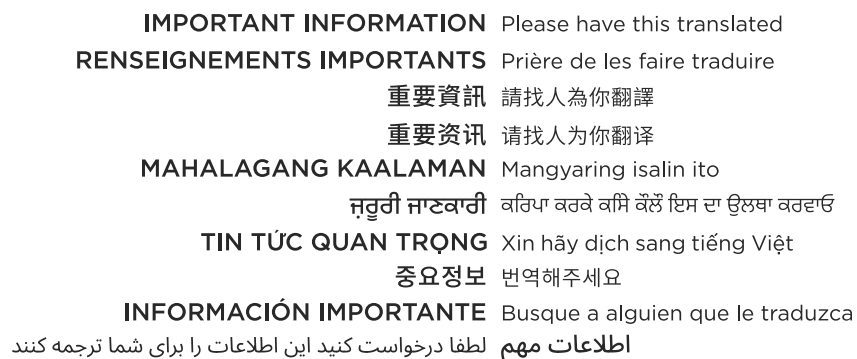 IMPORTANT INFORMATION Please have this translated
RENSEIGNEMENTS IMPORTANTS Prière de les faire traduire
重要資訊 請找人為你翻譯
重要资讯 请找人为你翻译
MAHALAGANG KAALAMAN Mangyaring isalin ito
ਜ਼ਰੂਰੀ ਜਾਣਕਾਰੀ ਕਰਿਪਾ ਕਰਕੇ ਕਸਿੇ ਕੌਲੌਂ ਇਸ ਦਾ ਉਲਥਾ ਕਰਵਾਓ
TIN TỨC QUAN TRỌNG Xin hãy dịch sang tiếng Việt
중요정보 번역해주세요
INFORMACIÓN IMPORTANTE Busque a alguien que le traduzca
اطلاعات مهم لطفا درخواست کنید این اطلاعات را برای شما ترجمه کنند